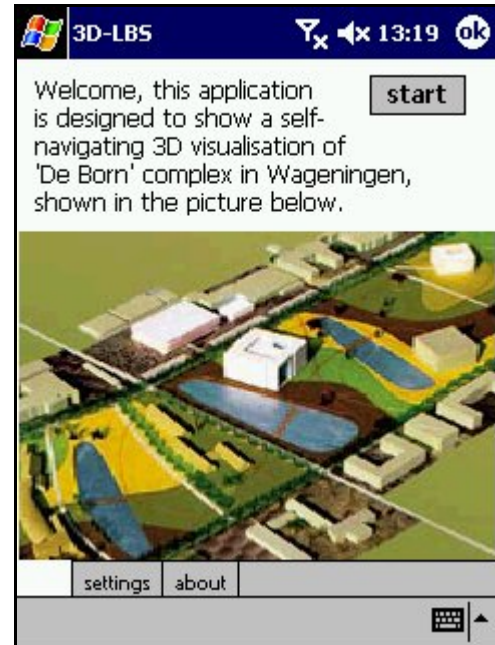 3D-LBS 13:19 ok
Welcome, this application
start
is designed to show a self-
navigating 3D visualisation of
'De Born' complex in Wageningen,
shown in the picture below.
settings about